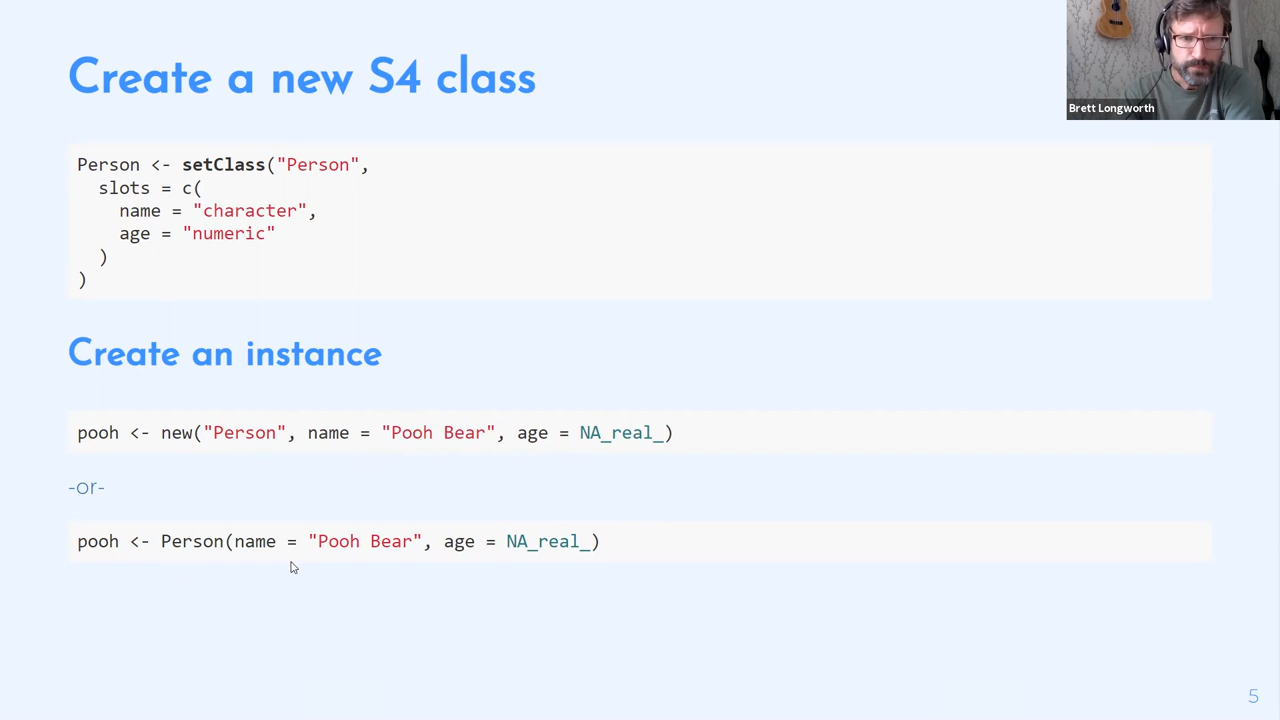 Create a new S4 class
Brett Longworth
Person <- setClass("Person",
  slots = c(
    name = "character",
    age = "numeric"
  )
)
Create an instance
pooh <- new("Person", name = "Pooh Bear", age = NA_real_)
-or-
pooh <- Person(name = "Pooh Bear", age = NA_real_)
5